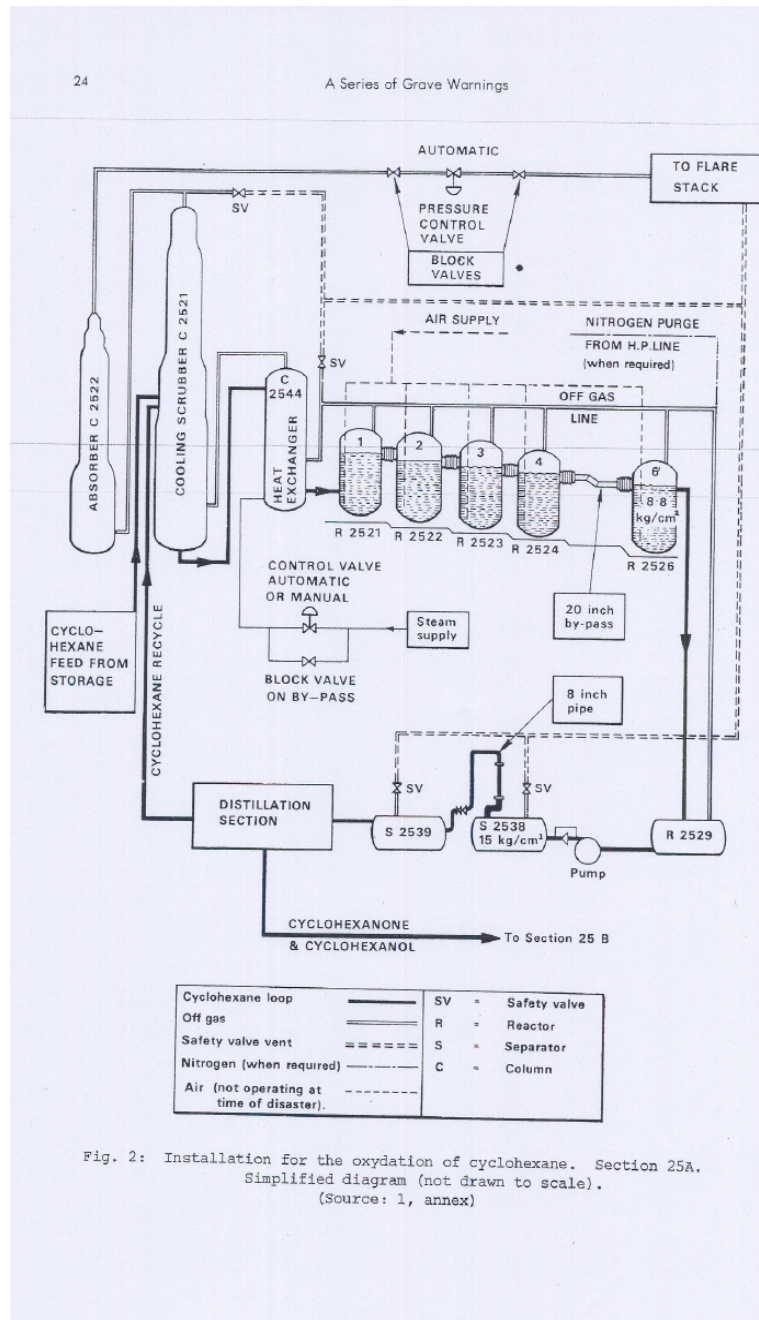 24
A Series of Grave Warnings
AUTOMATIC
TO FLARE
STACK
SV
PRESSURE
CONTROL
VALVE
BLOCK
VALVES
AIR SUPPLY
NITROGEN PURGE
FROM H.P.LINE
(when required)
SV
ABSORBER C 2522
COOLING SCRUBBER C 2521
C
2544
HEAT
EXCHANGER
OFF GAS
LINE
1
2
3
4
6
8·8
kg/cm²
R 2521
R 2522
R 2523
R 2524
R 2526
CONTROL VALVE
AUTOMATIC
OR MANUAL
20 inch
by-pass
Steam
supply
CYCLO–
HEXANE
FEED FROM
STORAGE
CYCLOHEXANE RECYCLE
BLOCK VALVE
ON BY–PASS
8 inch
pipe
SV
SV
DISTILLATION
SECTION
S 2539
S 2538
15 kg/cm²
R 2529
Pump
CYCLOHEXANONE
& CYCLOHEXANOL
To Section 25 B
Cyclohexane loop
Off gas
Safety valve vent
Nitrogen (when required)
Air (not operating at
time of disaster).
SV = Safety valve
R = Reactor
S = Separator
C = Column
Fig. 2: Installation for the oxydation of cyclohexane. Section 25A.
Simplified diagram (not drawn to scale).
(Source: 1, annex)